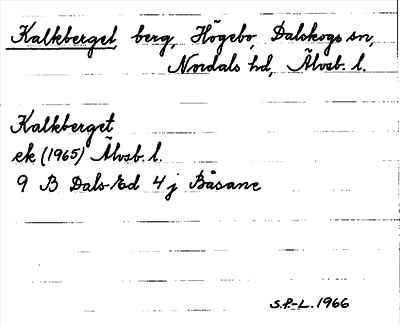 Kalkberget, berg, Högebo, Dalskogs sn,
Nordals hd, Älvsb. l.
Kalkberget
ek (1965) Älvsb. l.
9 B Dals-Ed 4 j Båsane
S.P.-L. 1966